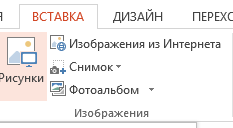 ВСТАВКА ДИЗАЙН
Изображения из Интернета
Рисунки
Снимок
Фотоальбом
Изображения